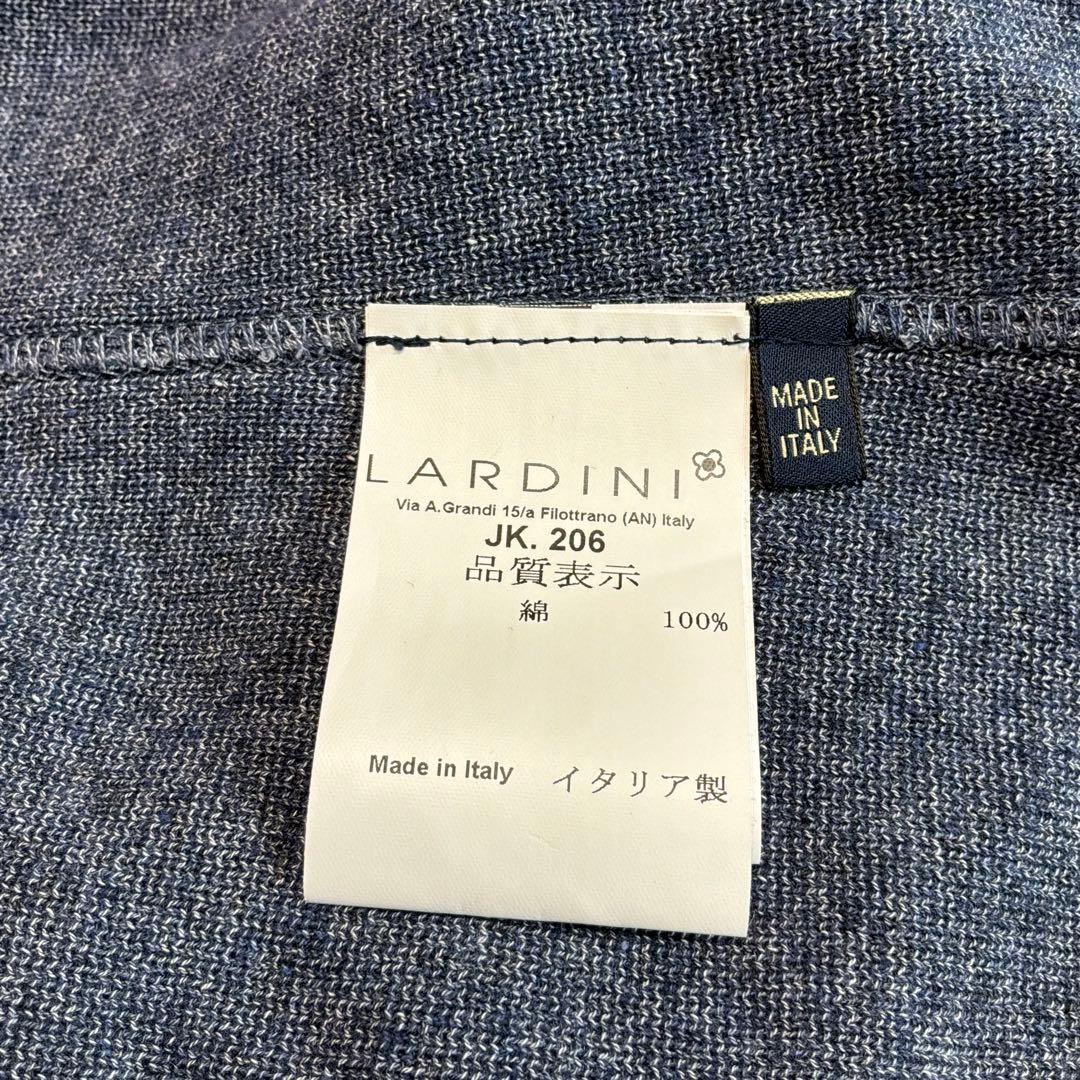 LARDINI
Via A.Grandi 15/a Filottrano (AN) Italy
JK. 206
品質表示
綿 100%
Made in Italy イタリア製
MADE
IN
ITALY